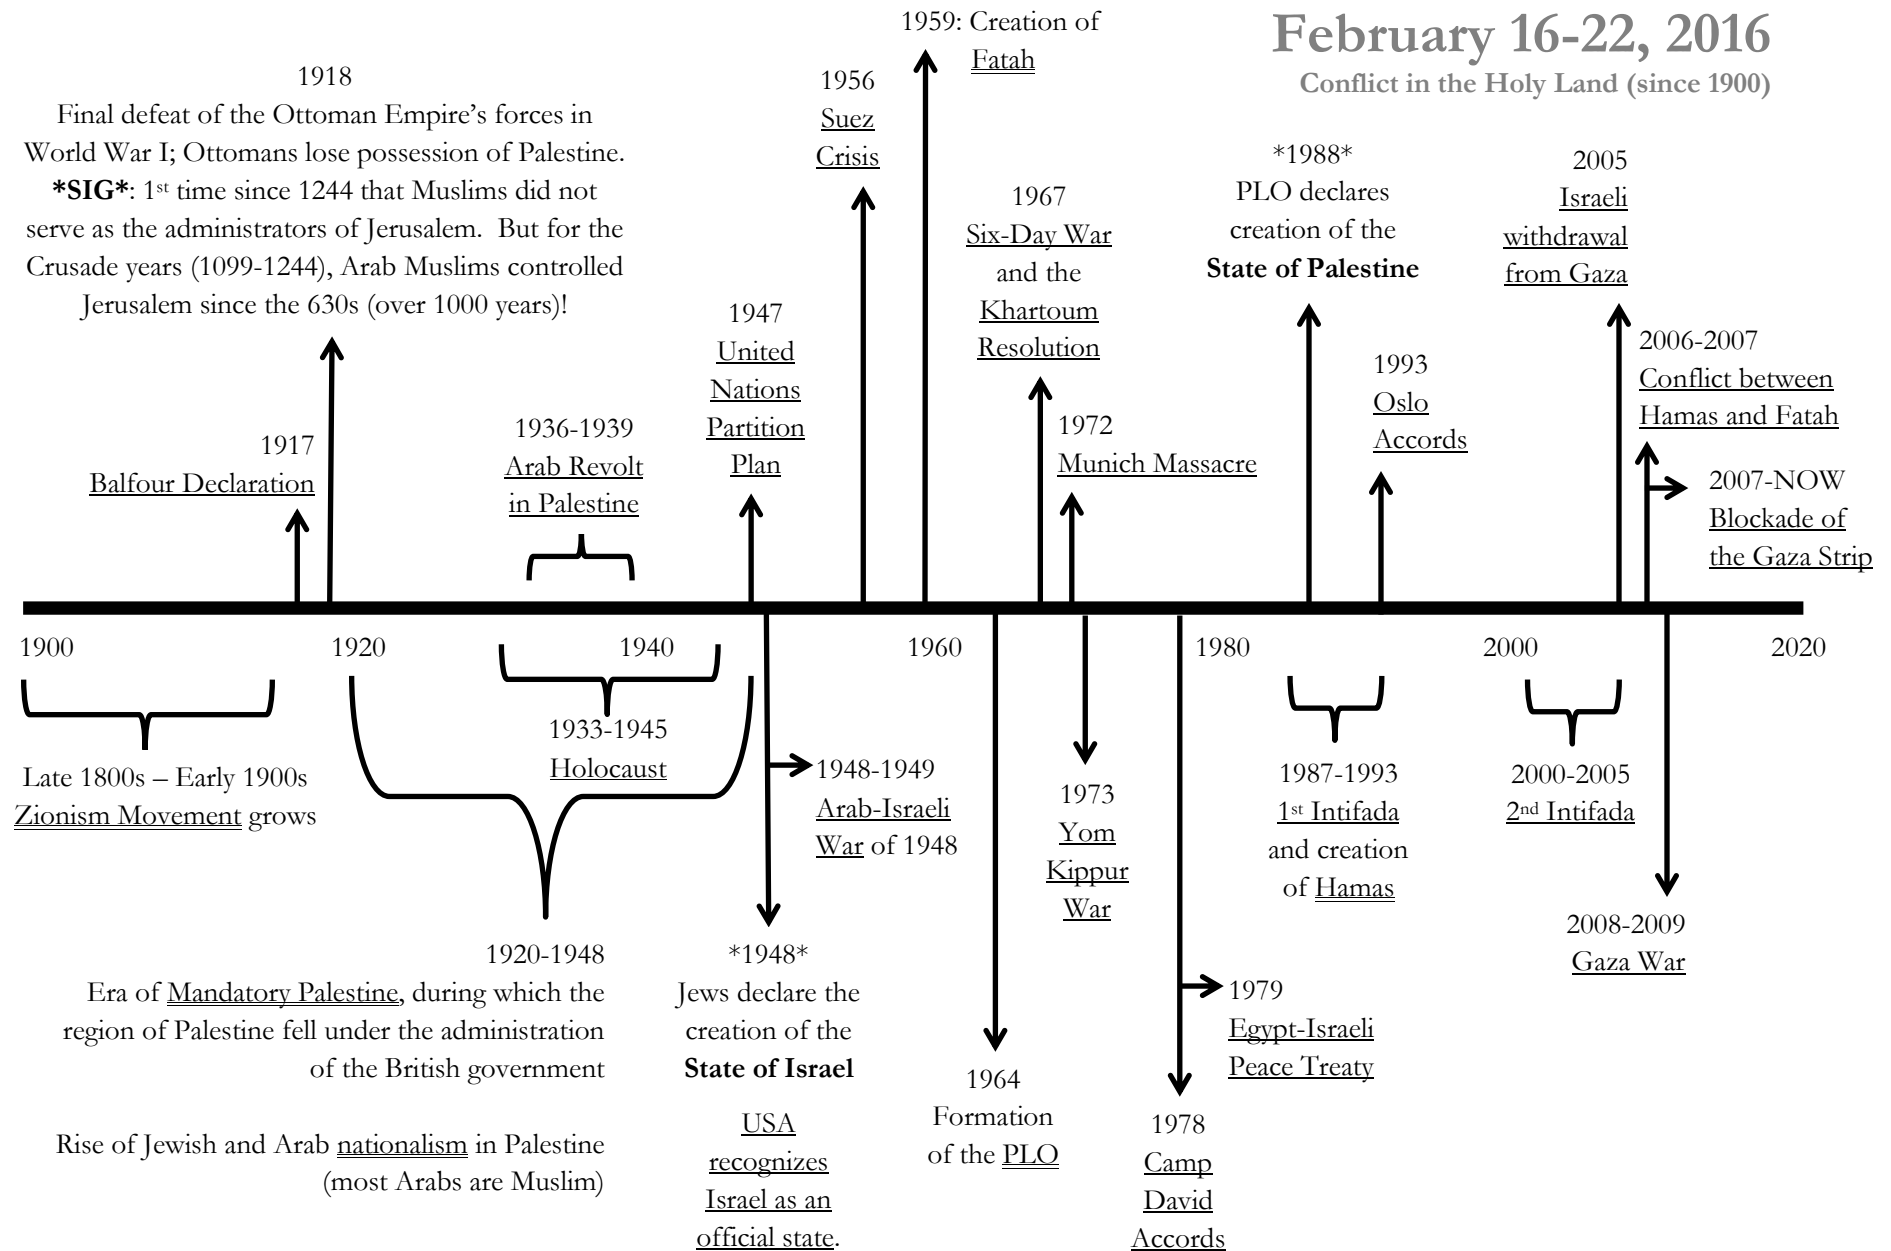 February 16-22, 2016
Conflict in the Holy Land (since 1900)
1918
Final defeat of the Ottoman Empire’s forces in
World War I; Ottomans lose possession of Palestine.
*SIG*: 1st time since 1244 that Muslims did not
serve as the administrators of Jerusalem. But for the
Crusade years (1099-1244), Arab Muslims controlled
Jerusalem since the 630s (over 1000 years)!
1917
Balfour Declaration
1936-1939
Arab Revolt
in Palestine
1947
United
Nations
Partition
Plan
1956
Suez
Crisis
1959: Creation of
Fatah
1967
Six-Day War
and the
Khartoum
Resolution
1972
Munich Massacre
*1988*
PLO declares
creation of the
State of Palestine
1993
Oslo
Accords
2005
Israeli
withdrawal
from Gaza
2006-2007
Conflict between
Hamas and Fatah
2007-NOW
Blockade of
the Gaza Strip
1900 1920 1940 1960 1980 2000 2020
Late 1800s – Early 1900s
Zionism Movement grows
1933-1945
Holocaust
1920-1948
Era of Mandatory Palestine, during which the
region of Palestine fell under the administration
of the British government
Rise of Jewish and Arab nationalism in Palestine
(most Arabs are Muslim)
1948-1949
Arab-Israeli
War of 1948
*1948*
Jews declare the
creation of the
State of Israel
USA
recognizes
Israel as an
official state.
1964
Formation
of the PLO
1973
Yom
Kippur
War
1979
Egypt-Israeli
Peace Treaty
1978
Camp
David
Accords
1987-1993
1st Intifada
and creation
of Hamas
2000-2005
2nd Intifada
2008-2009
Gaza War